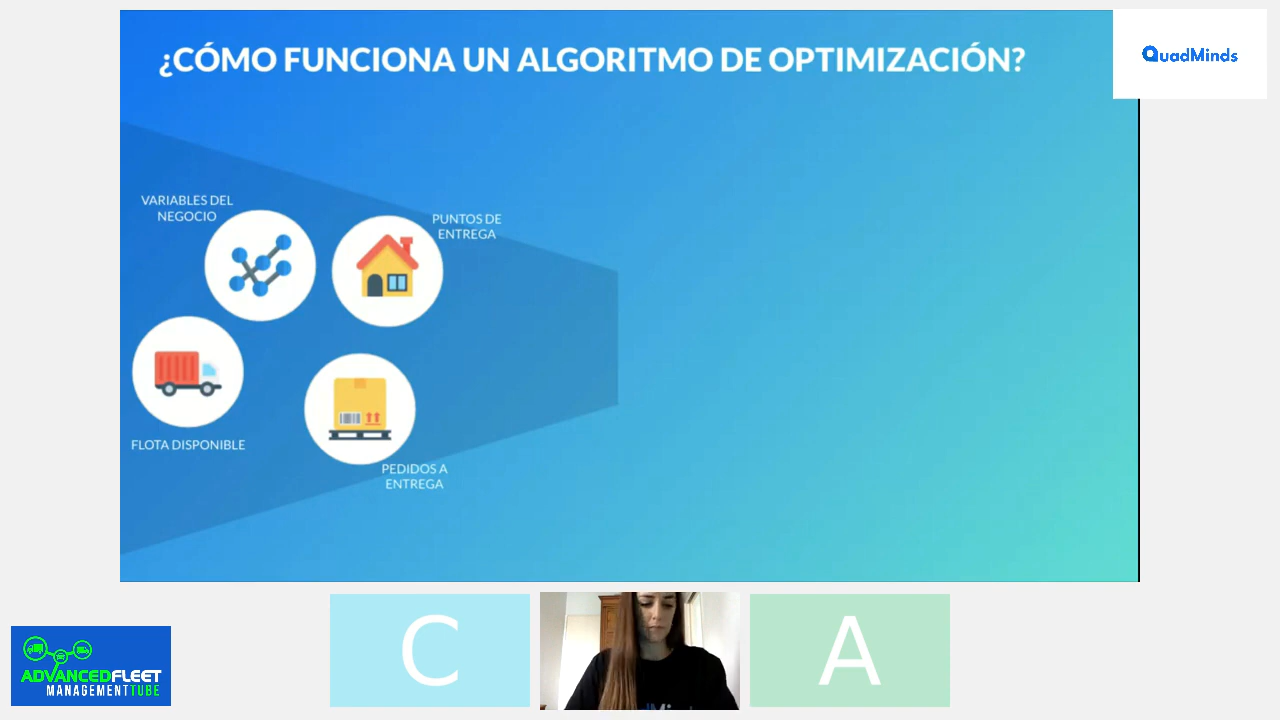 ¿CÓMO FUNCIONA UN ALGORITMO DE OPTIMIZACIÓN?
QuadMinds
VARIABLES DEL
NEGOCIO
PUNTOS DE
ENTREGA
FLOTA DISPONIBLE
PEDIDOS A
ENTREGA
C
A
ADVANCEDFLEET
MANAGEMENTTUBE